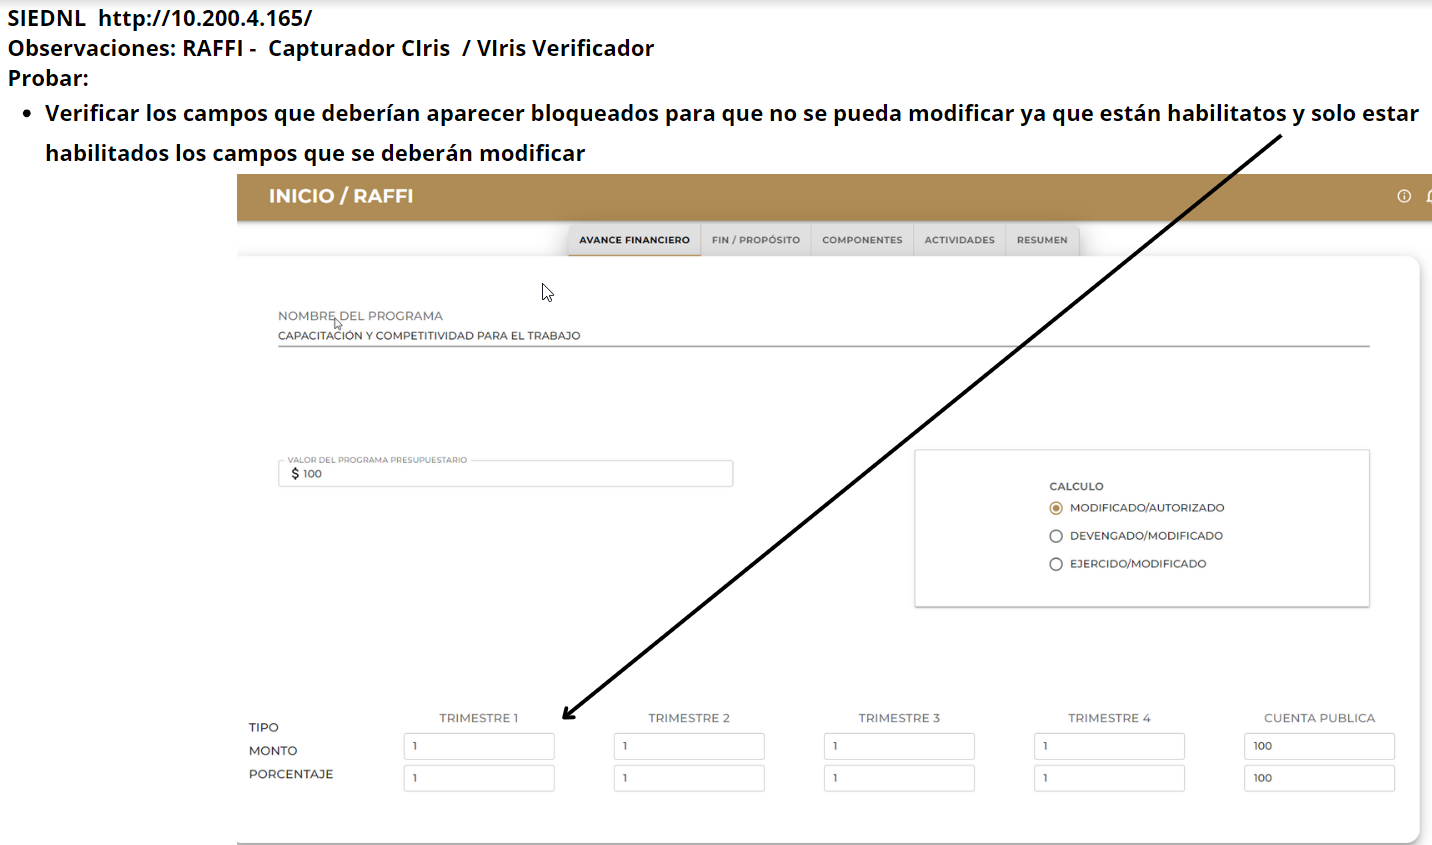 SIEDNL http://10.200.4.165/
Observaciones: RAFFI - Capturador CIris / VIris Verificador
Probar:
• Verificar los campos que deberían aparecer bloqueados para que no se pueda modificar ya que están habilitatos y solo estar
habilitados los campos que se deberán modificar
INICIO / RAFFI
AVANCE FINANCIERO FIN / PROPÓSITO COMPONENTES ACTIVIDADES RESUMEN
NOMBRE DEL PROGRAMA
CAPACITACIÓN Y COMPETITIVIDAD PARA EL TRABAJO
VALOR DEL PROGRAMA PRESUPUESTARIO
$ 100
CALCULO
MODIFICADO/AUTORIZADO
DEVENGADO/MODIFICADO
EJERCIDO/MODIFICADO
TIPO TRIMESTRE 1 TRIMESTRE 2 TRIMESTRE 3 TRIMESTRE 4 CUENTA PUBLICA
MONTO 1 1 1 1 100
PORCENTAJE 1 1 1 1 100